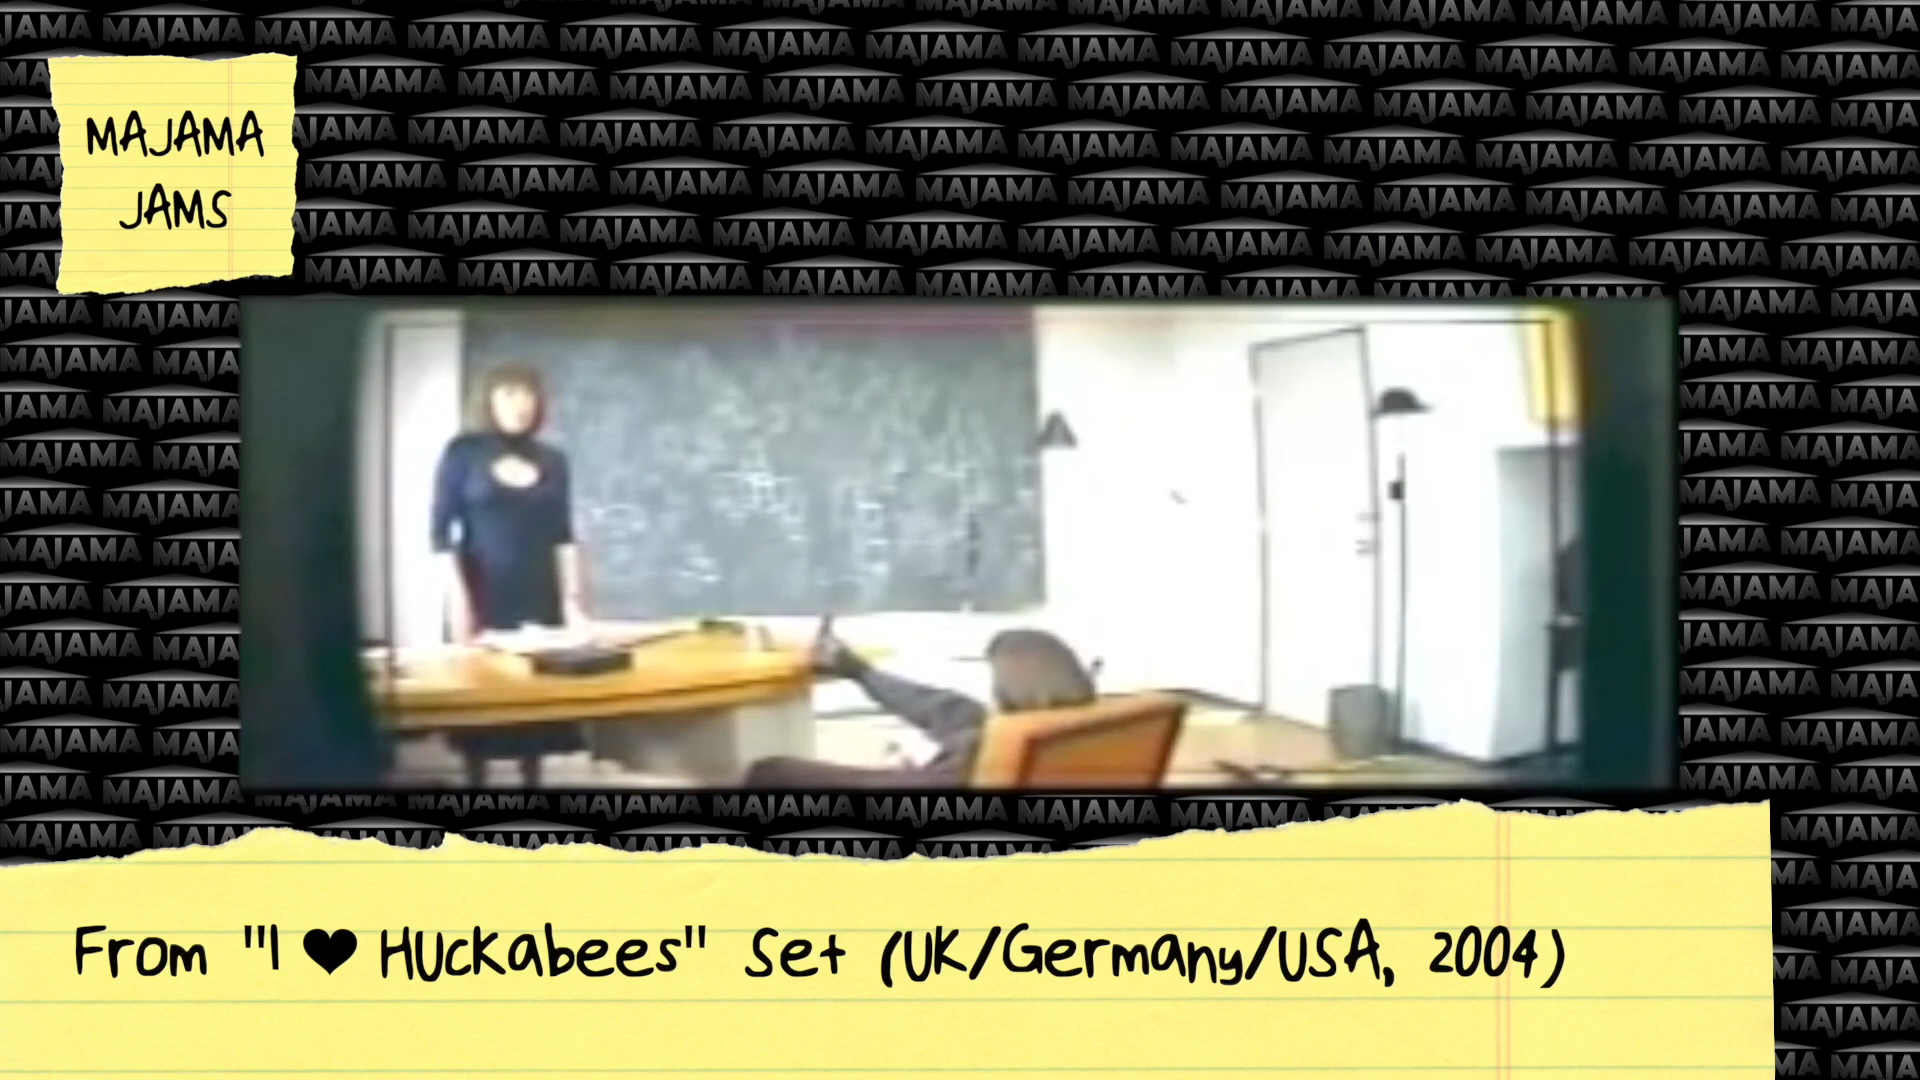 MAJAMA
JAMS
From "I ♥ Huckabees" Set (UK/Germany/USA, 2004)